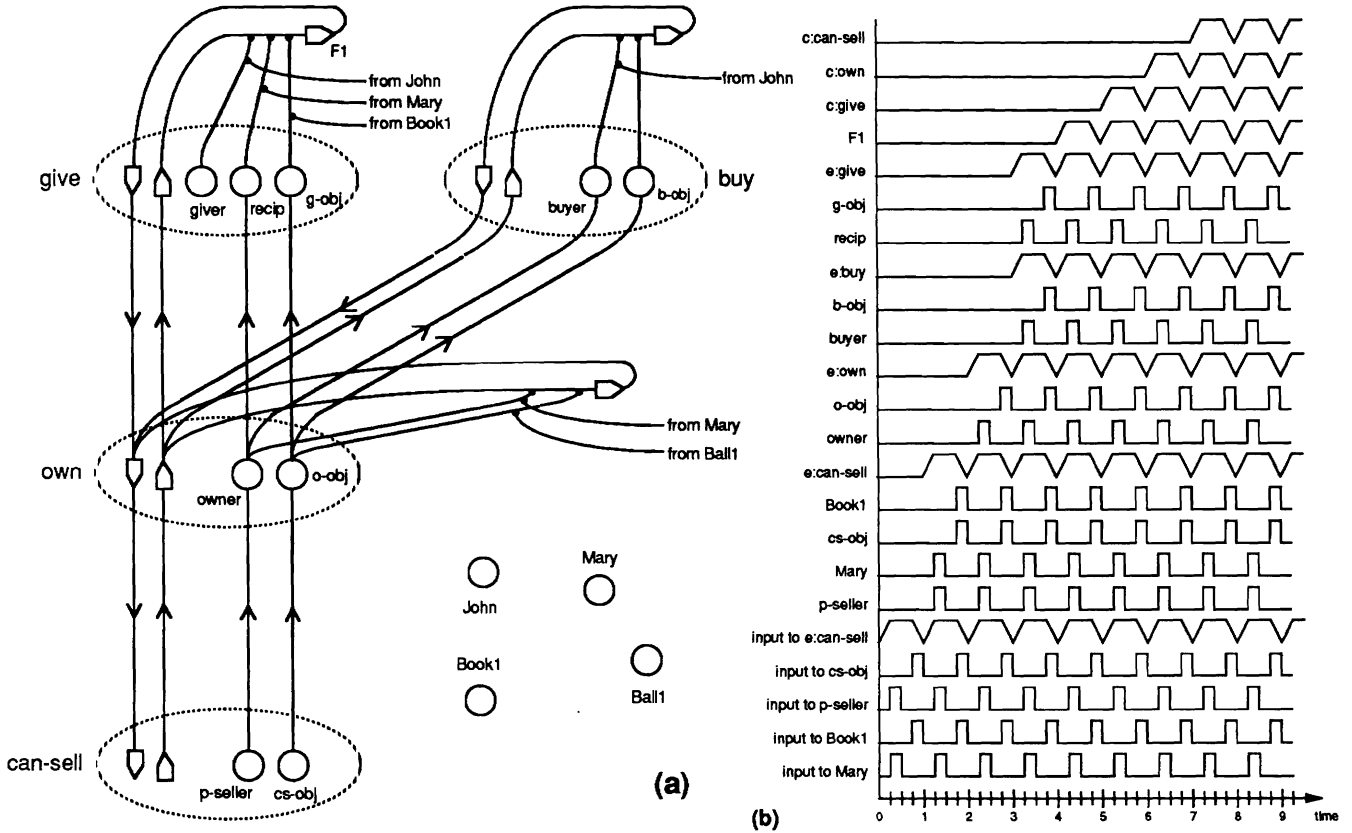 F1
from John
from Mary
from Book1
give
giver
recip
g-obj
from John
buyer
b-obj
buy
from Mary
from Ball1
own
owner
o-obj
John
Mary
Book1
Ball1
can-sell
p-seller
cs-obj
(a)
c:can-sell
c:own
c:give
F1
e:give
g-obj
recip
e:buy
b-obj
buyer
e:own
o-obj
owner
e:can-sell
Book1
cs-obj
Mary
p-seller
input to e:can-sell
input to cs-obj
input to p-seller
input to Book1
input to Mary
0 1 2 3 4 5 6 7 8 9 time
(b)